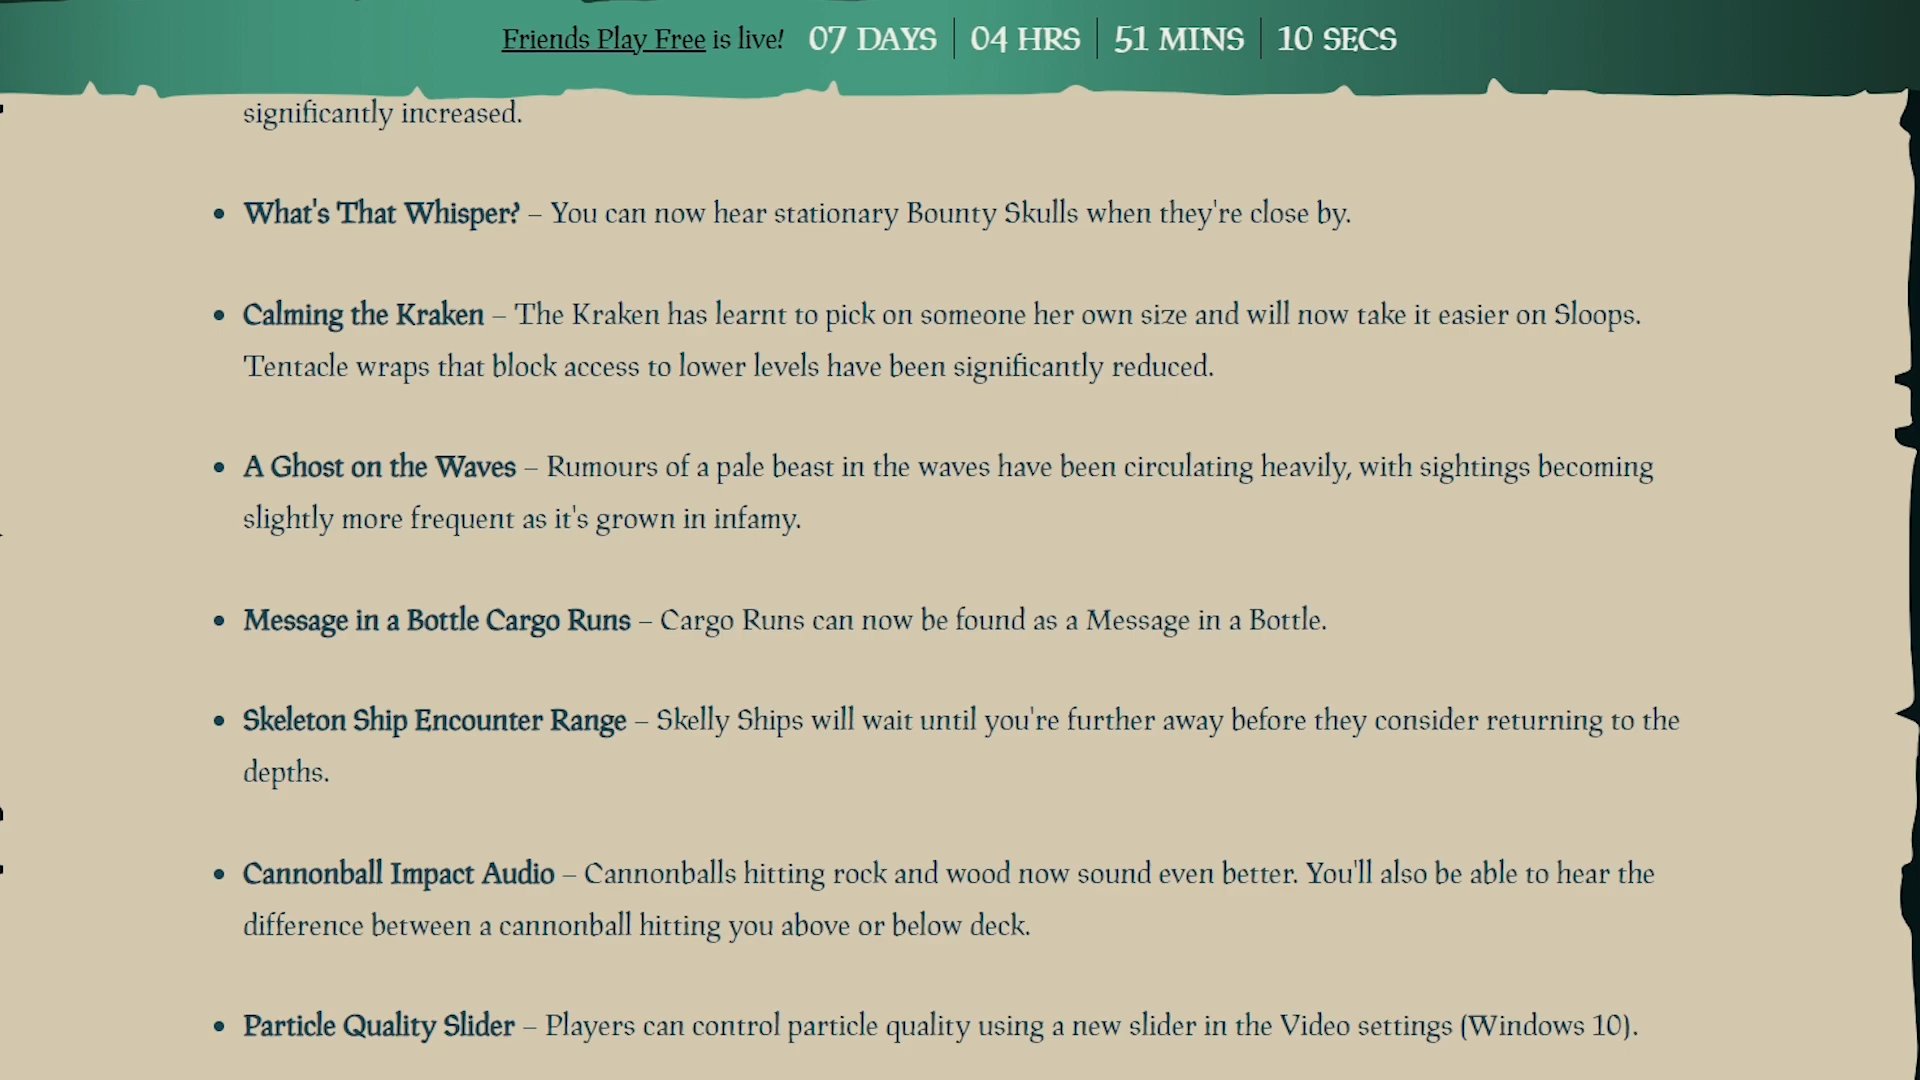 Friends Play Free is live! 07 DAYS 04 HRS 51 MINS 10 SECS
significantly increased.
• What's That Whisper? – You can now hear stationary Bounty Skulls when they're close by.
• Calming the Kraken – The Kraken has learnt to pick on someone her own size and will now take it easier on Sloops.
Tentacle wraps that block access to lower levels have been significantly reduced.
• A Ghost on the Waves – Rumours of a pale beast in the waves have been circulating heavily, with sightings becoming
slightly more frequent as it's grown in infamy.
• Message in a Bottle Cargo Runs – Cargo Runs can now be found as a Message in a Bottle.
• Skeleton Ship Encounter Range – Skelly Ships will wait until you're further away before they consider returning to the
depths.
• Cannonball Impact Audio – Cannonballs hitting rock and wood now sound even better. You'll also be able to hear the
difference between a cannonball hitting you above or below deck.
• Particle Quality Slider – Players can control particle quality using a new slider in the Video settings (Windows 10).